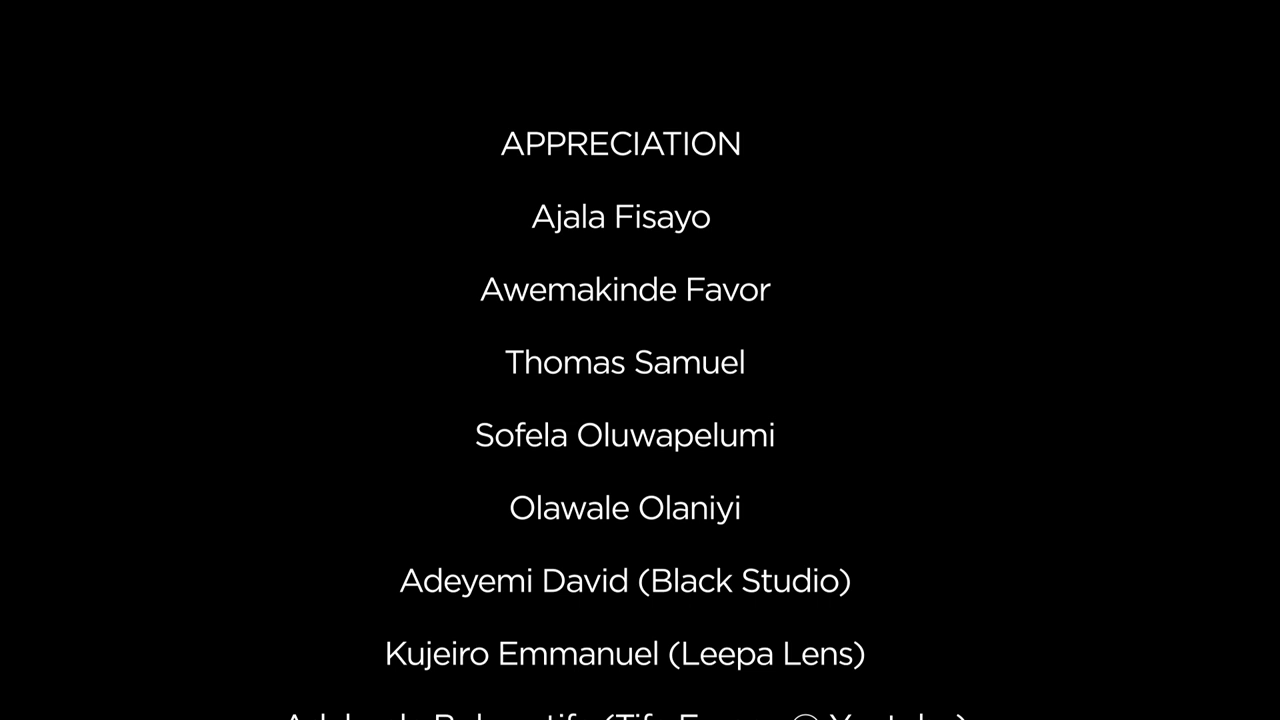 APPRECIATION
Ajala Fisayo
Awemakinde Favor
Thomas Samuel
Sofela Oluwapelumi
Olawale Olaniyi
Adeyemi David (Black Studio)
Kujeiro Emmanuel (Leepa Lens)